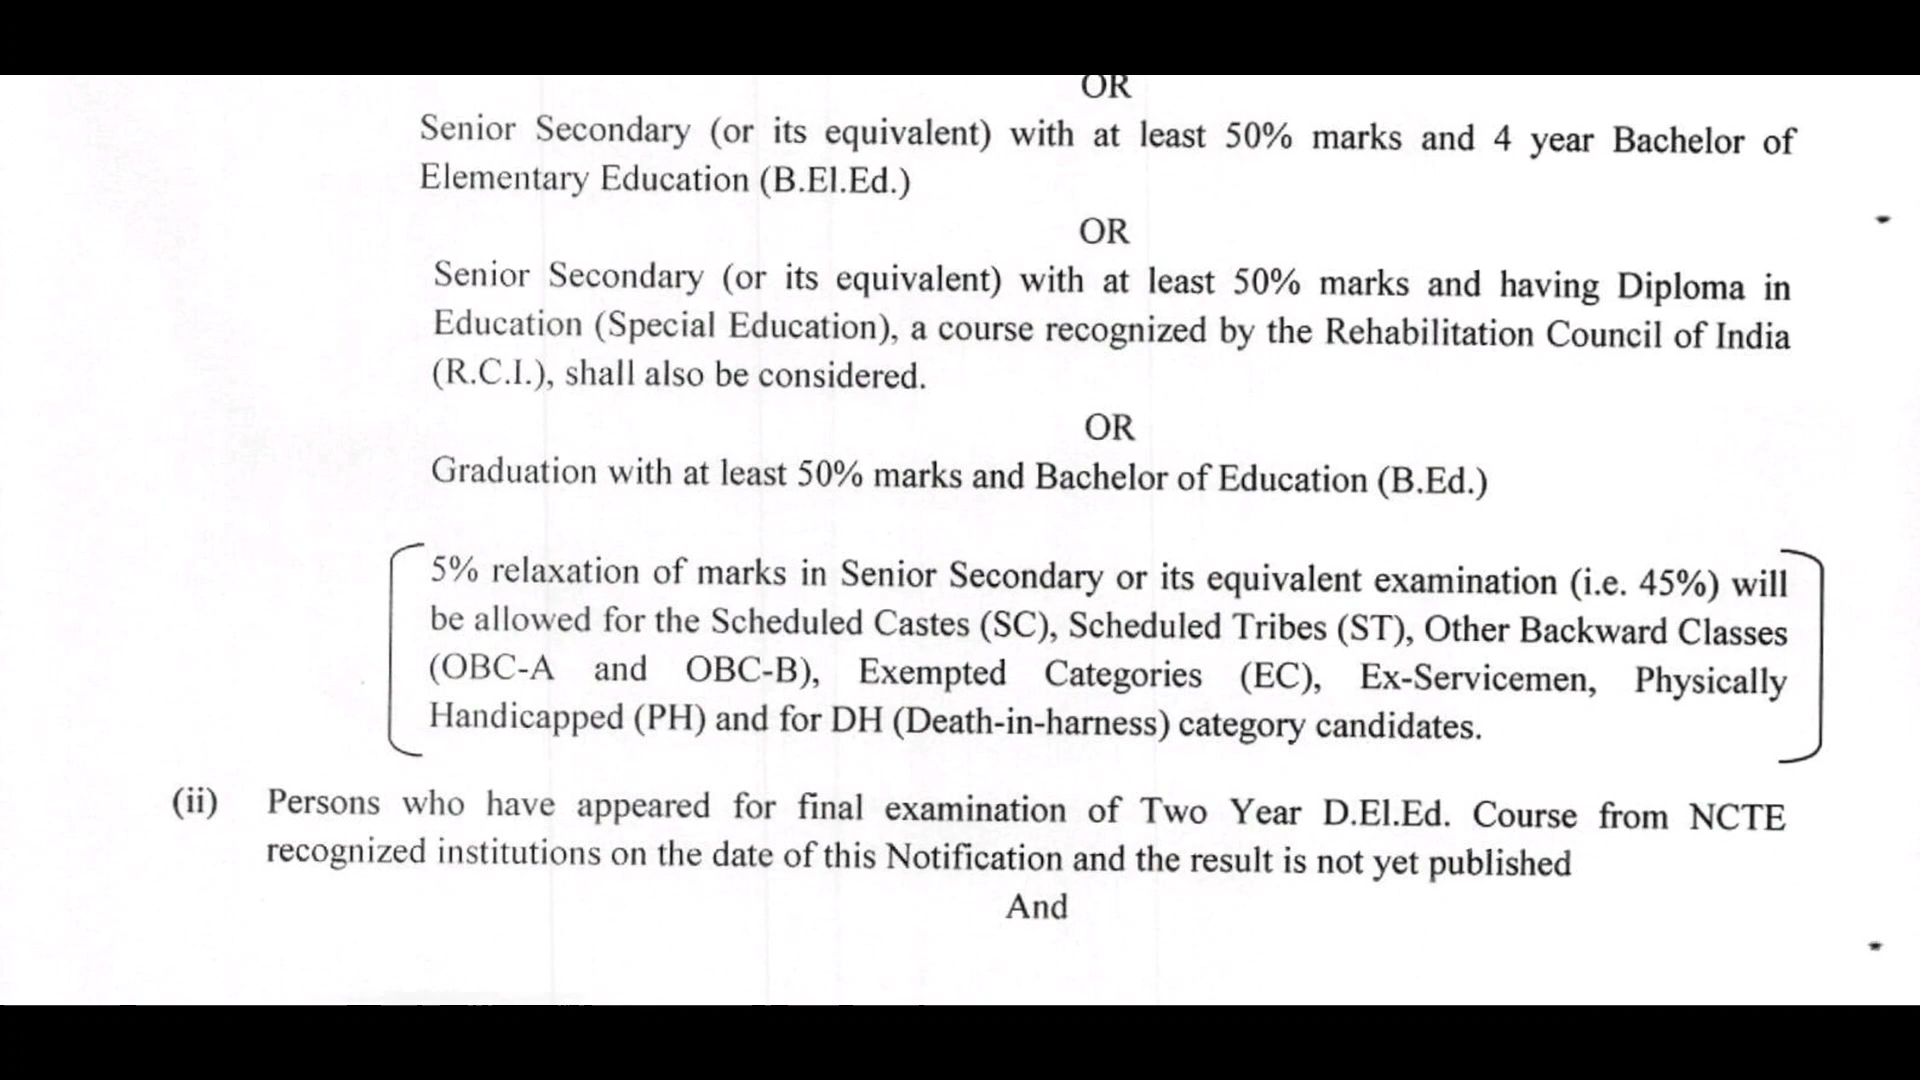 OR
Senior Secondary (or its equivalent) with at least 50% marks and 4 year Bachelor of
Elementary Education (B.El.Ed.)
OR
Senior Secondary (or its equivalent) with at least 50% marks and having Diploma in
Education (Special Education), a course recognized by the Rehabilitation Council of India
(R.C.I.), shall also be considered.
OR
Graduation with at least 50% marks and Bachelor of Education (B.Ed.)
5% relaxation of marks in Senior Secondary or its equivalent examination (i.e. 45%) will
be allowed for the Scheduled Castes (SC), Scheduled Tribes (ST), Other Backward Classes
(OBC-A and OBC-B), Exempted Categories (EC), Ex-Servicemen, Physically
Handicapped (PH) and for DH (Death-in-harness) category candidates.
(ii) Persons who have appeared for final examination of Two Year D.El.Ed. Course from NCTE
recognized institutions on the date of this Notification and the result is not yet published
And